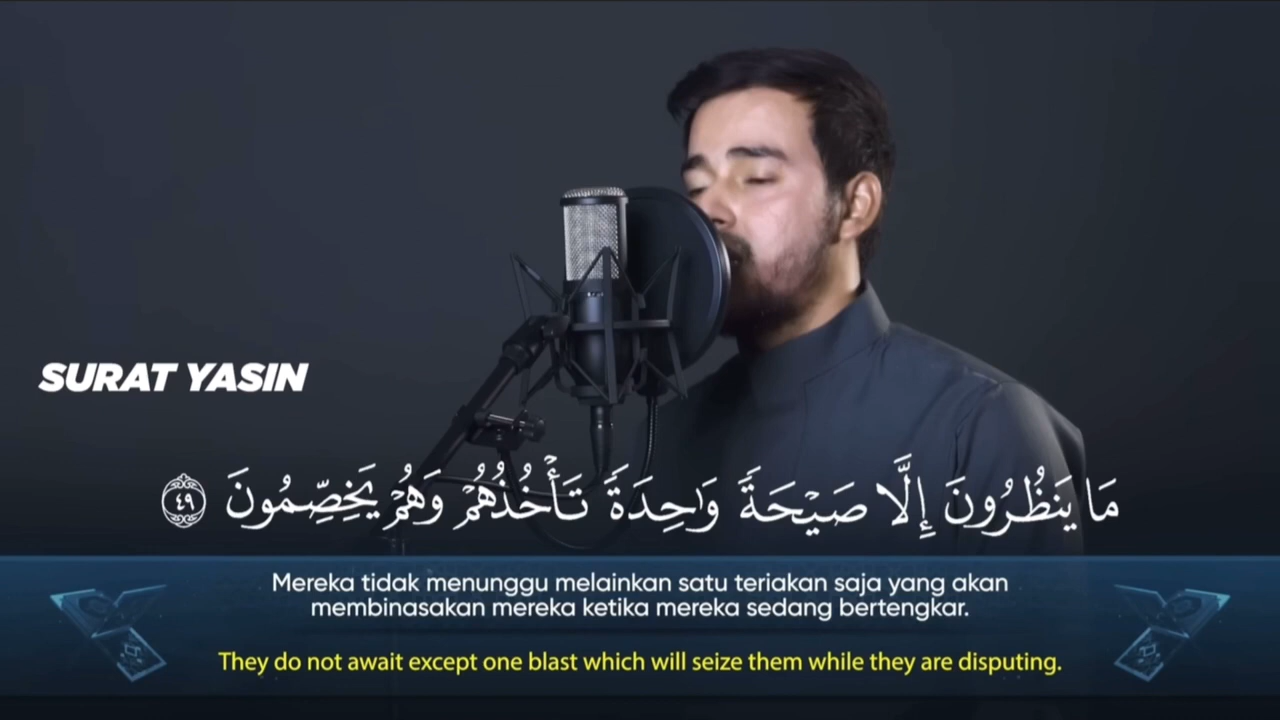 SURAT YASIN
مَا يَنظُرُونَ إِلَّا صَيْحَةً وَٰحِدَةً تَأْخُذُهُمْ وَهُمْ يَخِصِّمُونَ ٤٩
Mereka tidak menunggu melainkan satu teriakan saja yang akan
membinasakan mereka ketika mereka sedang bertengkar.
They do not await except one blast which will seize them while they are disputing.